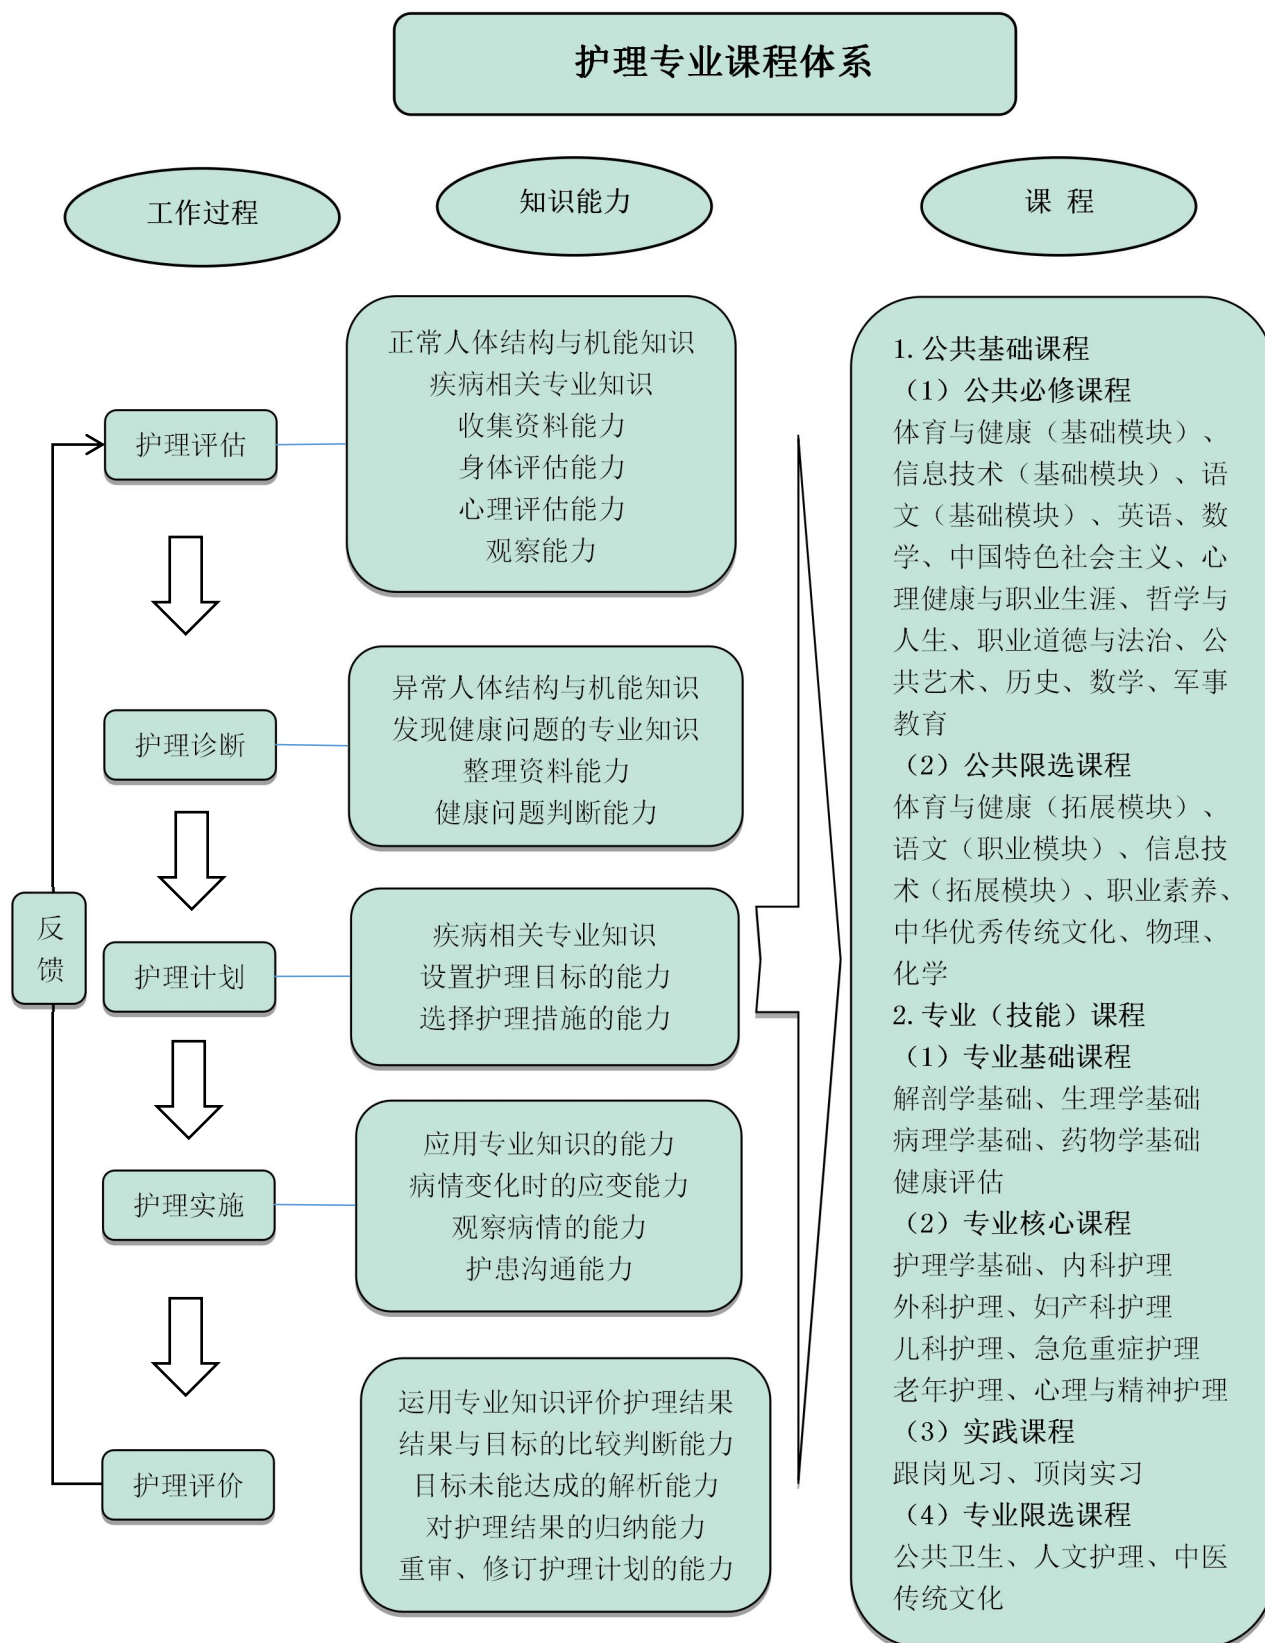 护理专业课程体系
工作过程
知识能力
课 程
护理评估
护理诊断
护理计划
护理实施
护理评价
反
馈
正常人体结构与机能知识
疾病相关专业知识
收集资料能力
身体评估能力
心理评估能力
观察能力
异常人体结构与机能知识
发现健康问题的专业知识
整理资料能力
健康问题判断能力
疾病相关专业知识
设置护理目标的能力
选择护理措施的能力
应用专业知识的能力
病情变化时的应变能力
观察病情的能力
护患沟通能力
运用专业知识评价护理结果
结果与目标的比较判断能力
目标未能达成的解析能力
对护理结果的归纳能力
重审、修订护理计划的能力
1. 公共基础课程
（1）公共必修课程
体育与健康（基础模块）、
信息技术（基础模块）、语
文（基础模块）、英语、数
学、中国特色社会主义、心
理健康与职业生涯、哲学与
人生、职业道德与法治、公
共艺术、历史、数学、军事
教育
（2）公共限选课程
体育与健康（拓展模块）、
语文（职业模块）、信息技
术（拓展模块）、职业素养、
中华优秀传统文化、物理、
化学
2. 专业（技能）课程
（1）专业基础课程
解剖学基础、生理学基础
病理学基础、药物学基础
健康评估
（2）专业核心课程
护理学基础、内科护理
外科护理、妇产科护理
儿科护理、急危重症护理
老年护理、心理与精神护理
（3）实践课程
跟岗见习、顶岗实习
（4）专业限选课程
公共卫生、人文护理、中医
传统文化